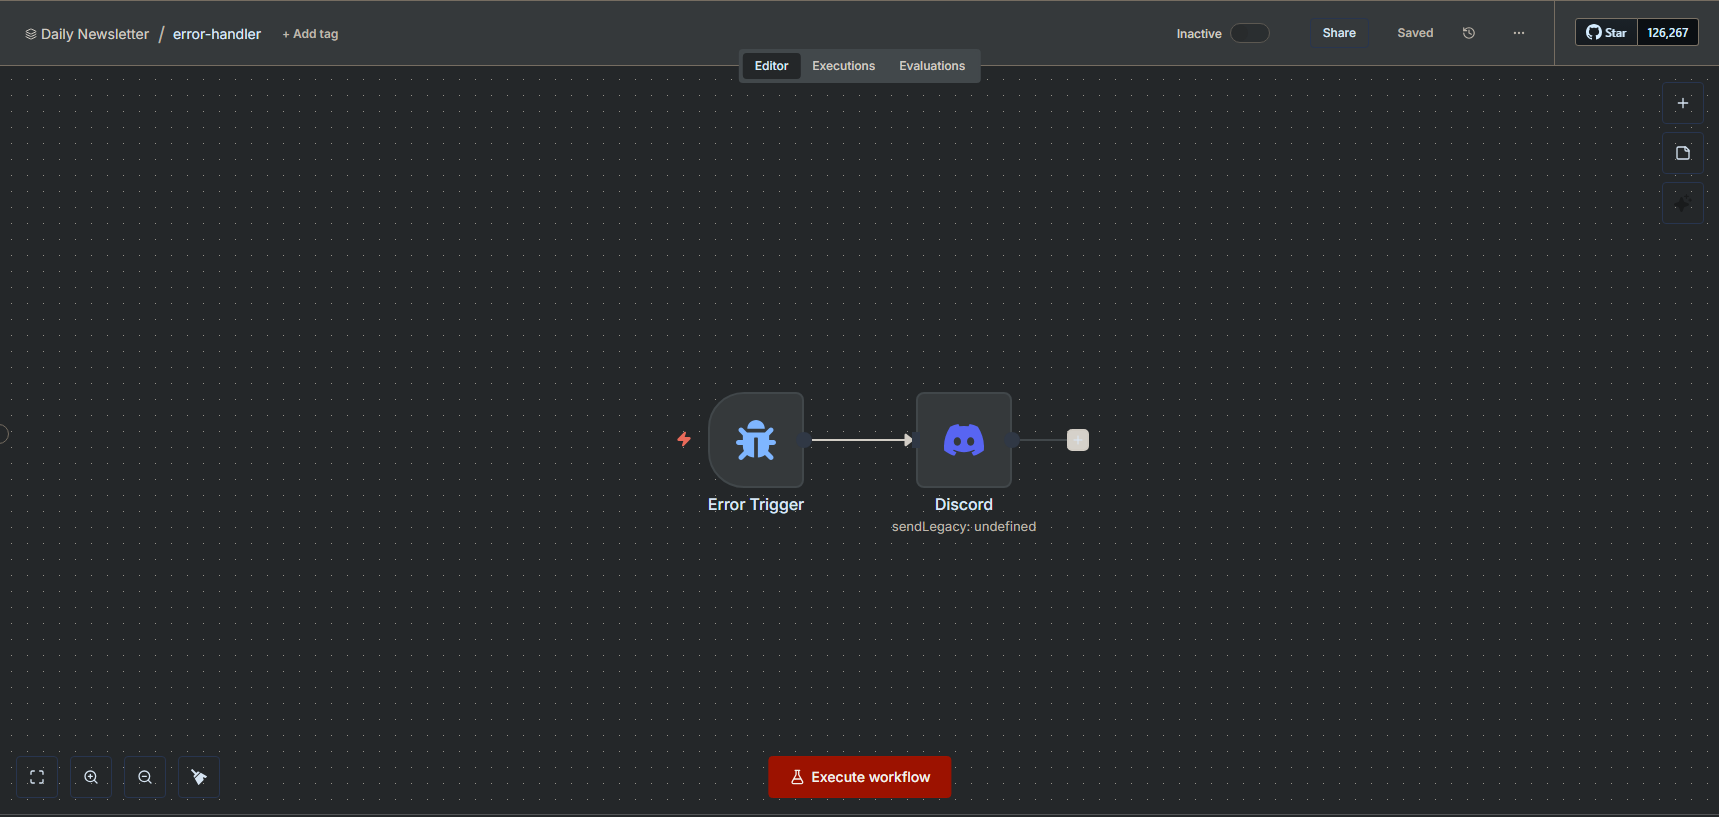 Daily Newsletter / error-handler + Add tag
Inactive
Share
Saved
Star 126,267
Editor Executions Evaluations
Error Trigger
Discord
sendLegacy: undefined
Execute workflow